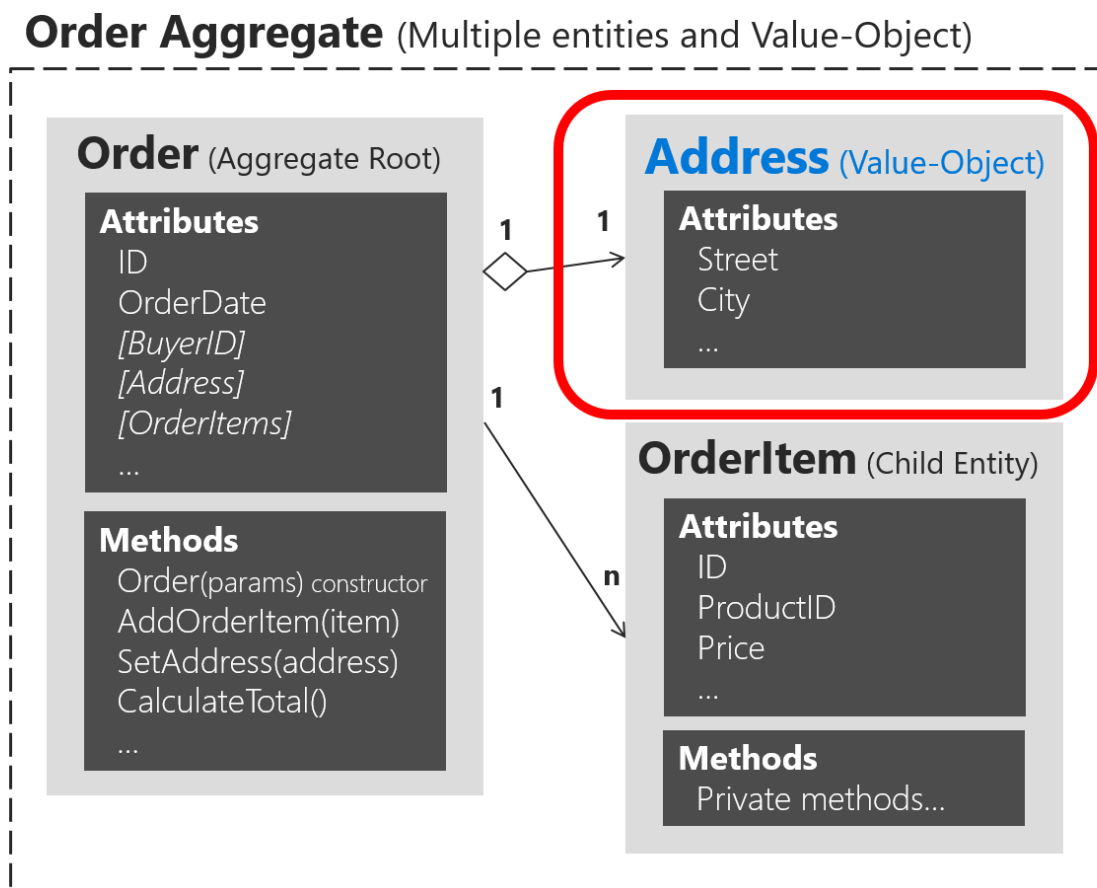 Order Aggregate (Multiple entities and Value-Object)
Order (Aggregate Root)
Attributes
ID
OrderDate
[BuyerID]
[Address]
[OrderItems]
...
Methods
Order(params) constructor
AddOrderItem(item)
SetAddress(address)
CalculateTotal()
...
1
1
Address (Value-Object)
Attributes
Street
City
...
1
n
OrderItem (Child Entity)
Attributes
ID
ProductID
Price
...
Methods
Private methods...